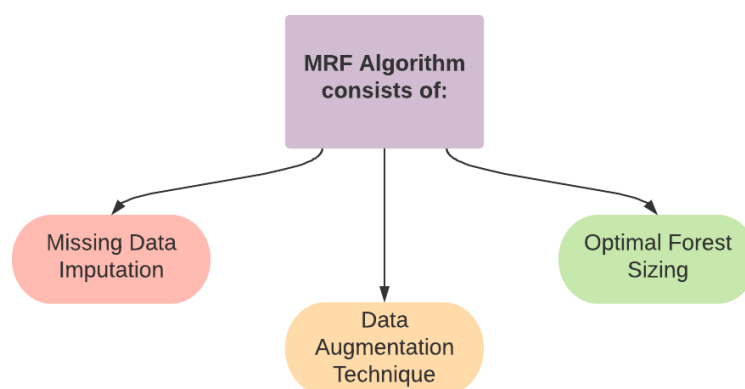 MRF Algorithm
consists of:
Missing Data
Imputation
Optimal Forest
Sizing
Data
Augmentation
Technique